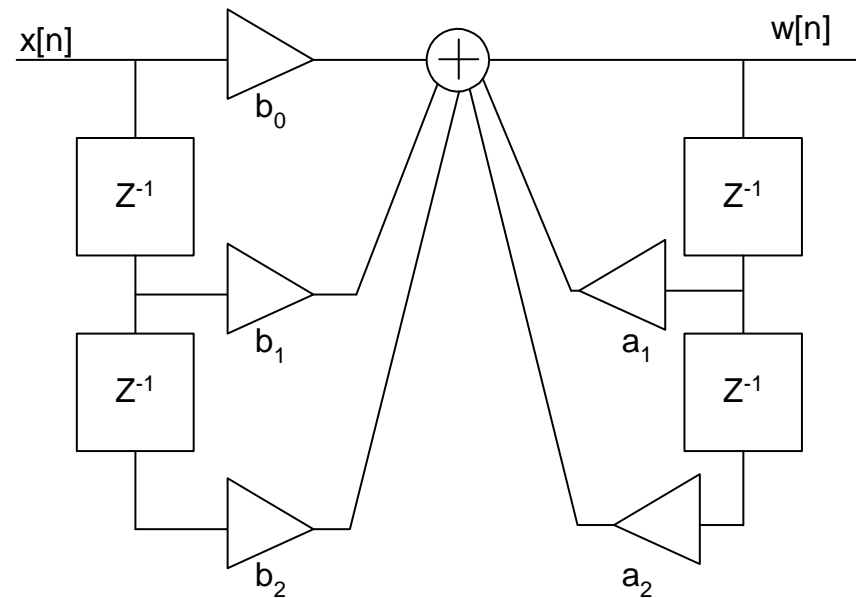 x[n]
w[n]
b₀
Z⁻¹
Z⁻¹
b₁
a₁
Z⁻¹
Z⁻¹
b₂
a₂